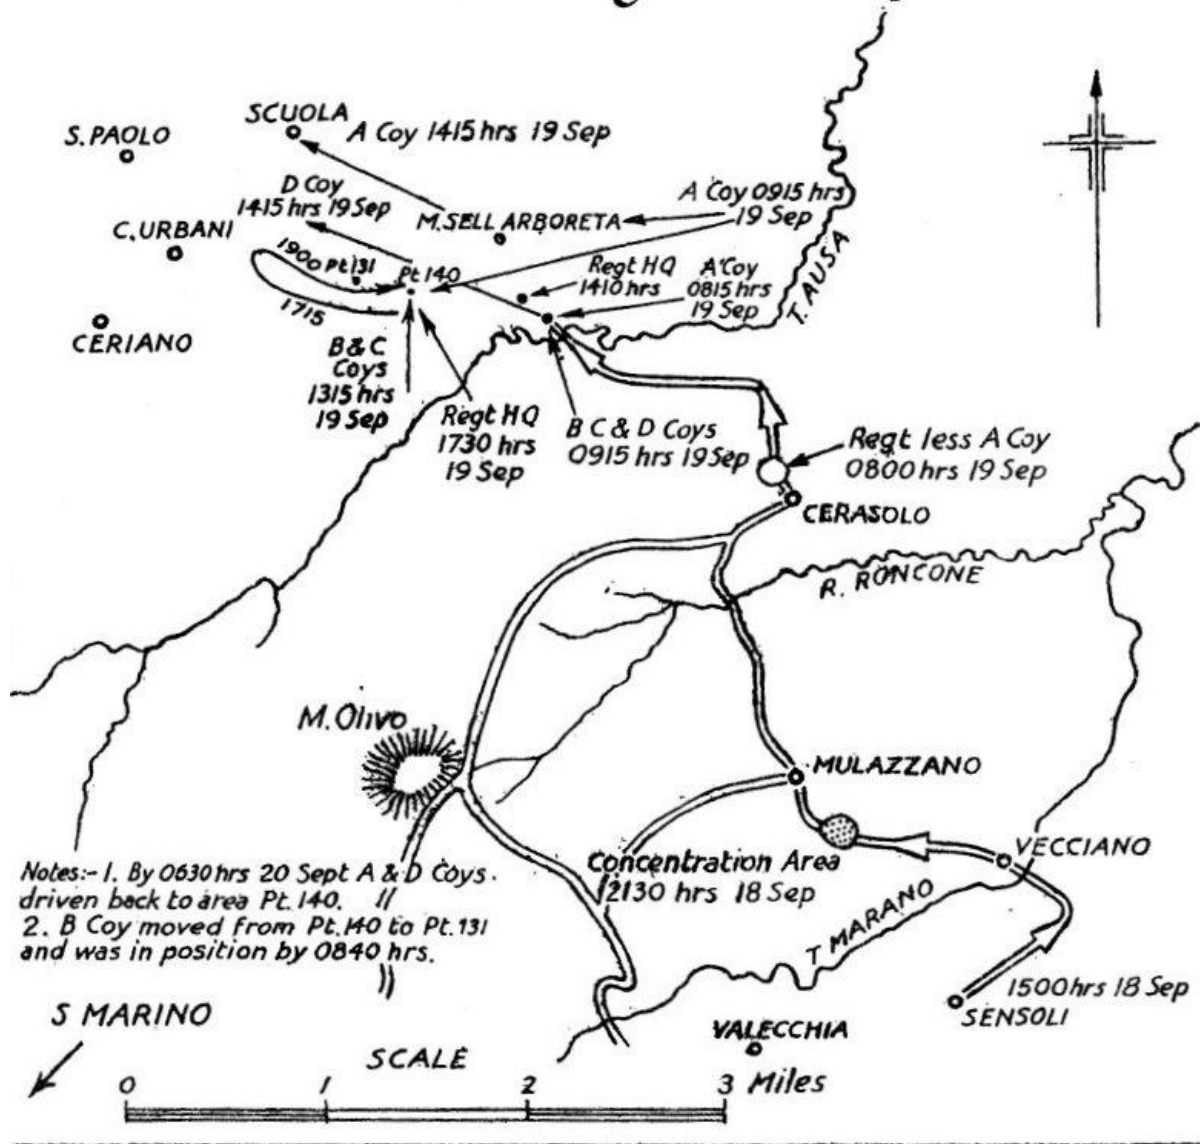 SCUOLA
A Coy 1415 hrs 19 Sep
S. PAOLO
D Coy
1415 hrs 19 Sep
A Coy 0915 hrs
19 Sep
M. SELL ARBORETA
C. URBANI
1900
Pt 131
Pt 140
Regt HQ
1410 hrs
A Coy
0815 hrs
19 Sep
T. AUSA
1715
CERIANO
B & C
Coys
1315 hrs
19 Sep
Regt HQ
1730 hrs
19 Sep
B C & D Coys
0915 hrs 19 Sep
Regt less A Coy
0800 hrs 19 Sep
CERASOLO
R. RONCONE
M. Olivo
MULAZZANO
Concentration Area
2130 hrs 18 Sep
VECCIANO
Notes:- 1. By 0630 hrs 20 Sept A & D Coys.
driven back to area Pt. 140.
2. B Coy moved from Pt. 140 to Pt. 131
and was in position by 0840 hrs.
T MARANO
1500 hrs 18 Sep
SENSOLI
S MARINO
VALECCHIA
SCALE
0 1 2 3 Miles